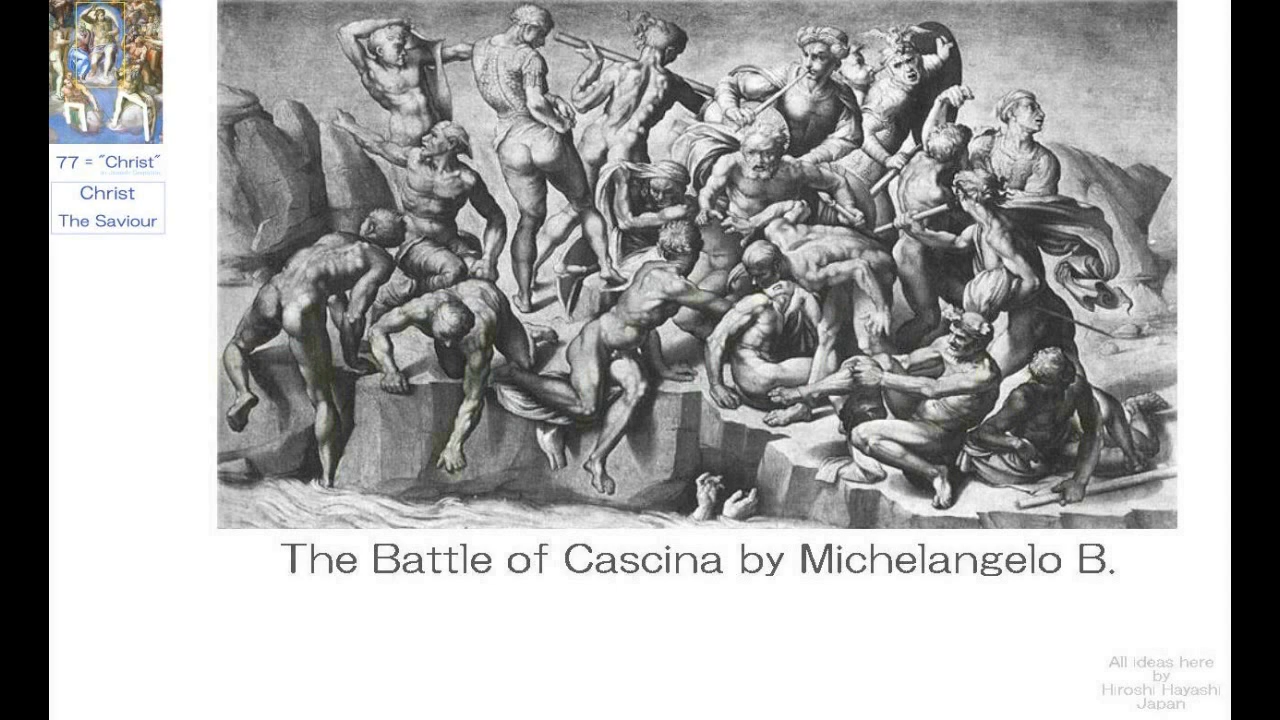 77 = "Christ"
Christ
The Saviour
The Battle of Cascina by Michelangelo B.
All ideas here
by
Hiroshi Hayashi
Japan